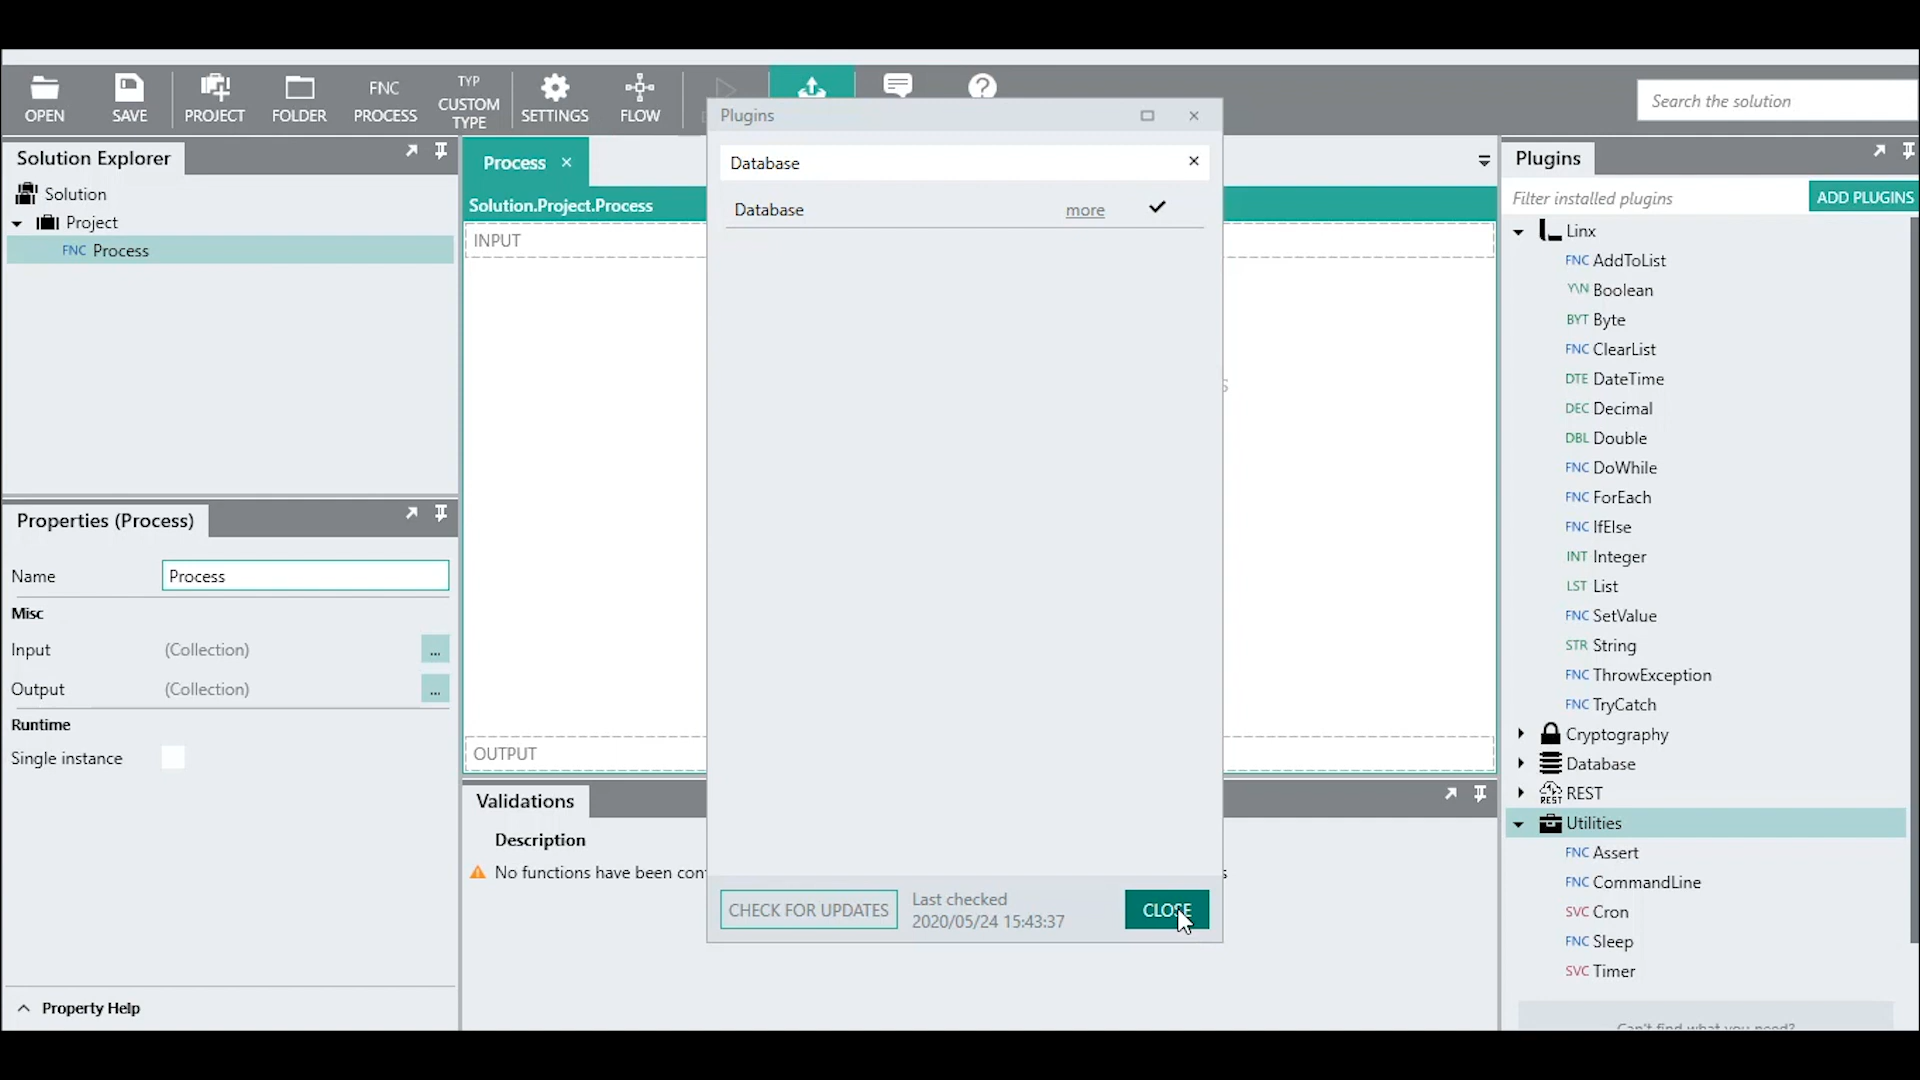 OPEN
SAVE
PROJECT
FOLDER
FNC
PROCESS
TYP
CUSTOM
TYPE
SETTINGS
FLOW
?
Search the solution
Solution Explorer
Solution
Project
FNC Process
Properties (Process)
Name
Process
Misc
Input
(Collection)
...
Output
(Collection)
...
Runtime
Single instance
Property Help
Process
Solution.Project.Process
INPUT
OUTPUT
Validations
Description
No functions have been
Plugins
Database
Database
more
CHECK FOR UPDATES
Last checked
2020/05/24 15:43:37
CLOSE
Plugins
Filter installed plugins
ADD PLUGINS
Linx
FNC AddToList
Y\N Boolean
BYT Byte
FNC ClearList
DTE DateTime
DEC Decimal
DBL Double
FNC DoWhile
FNC ForEach
FNC IfElse
INT Integer
LST List
FNC SetValue
STR String
FNC ThrowException
FNC TryCatch
Cryptography
Database
REST REST
Utilities
FNC Assert
FNC CommandLine
SVC Cron
FNC Sleep
SVC Timer
Can't find what you need?